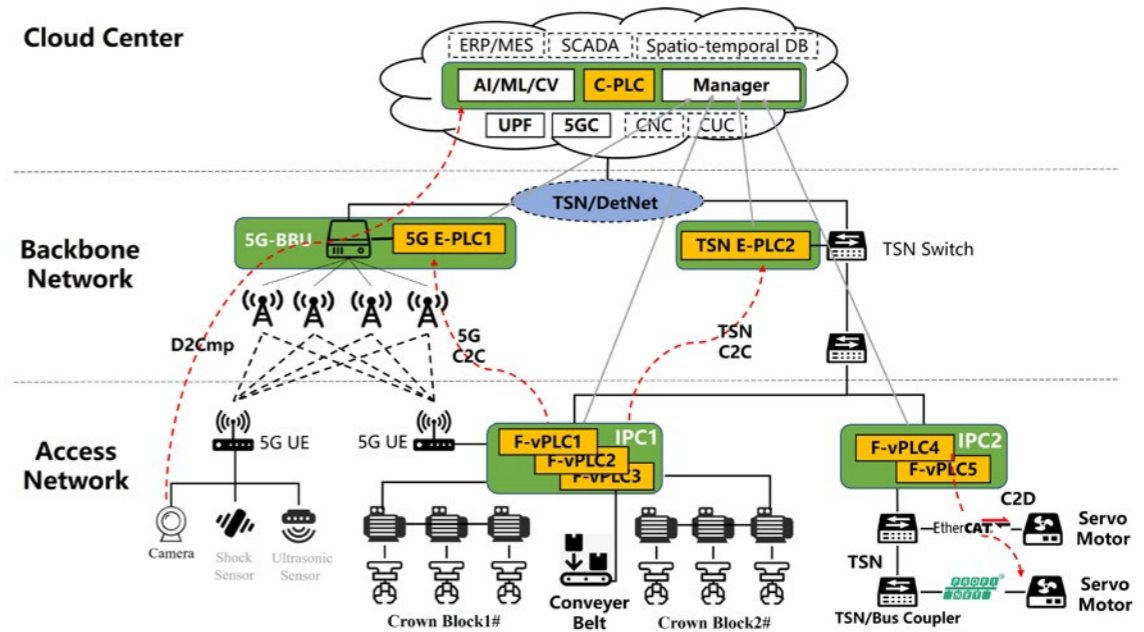 Cloud Center
ERP/MES
SCADA
Spatio-temporal DB
AI/ML/CV
C-PLC
Manager
UPF
5GC
CNC
CUC
TSN/DetNet
Backbone
Network
5G-BBU
5G E-PLC1
TSN E-PLC2
TSN Switch
D2Cmp
5G
C2C
TSN
C2C
Access
Network
5G UE
5G UE
F-vPLC1
F-vPLC2
F-vPLC3
IPC1
F-vPLC4
F-vPLC5
IPC2
Camera
Shock
Sensor
Ultrasonic
Sensor
Crown Block1#
Conveyer
Belt
Crown Block2#
C2D
EtherCAT
Servo
Motor
TSN
PROFI
NET
Servo
Motor
TSN/Bus Coupler